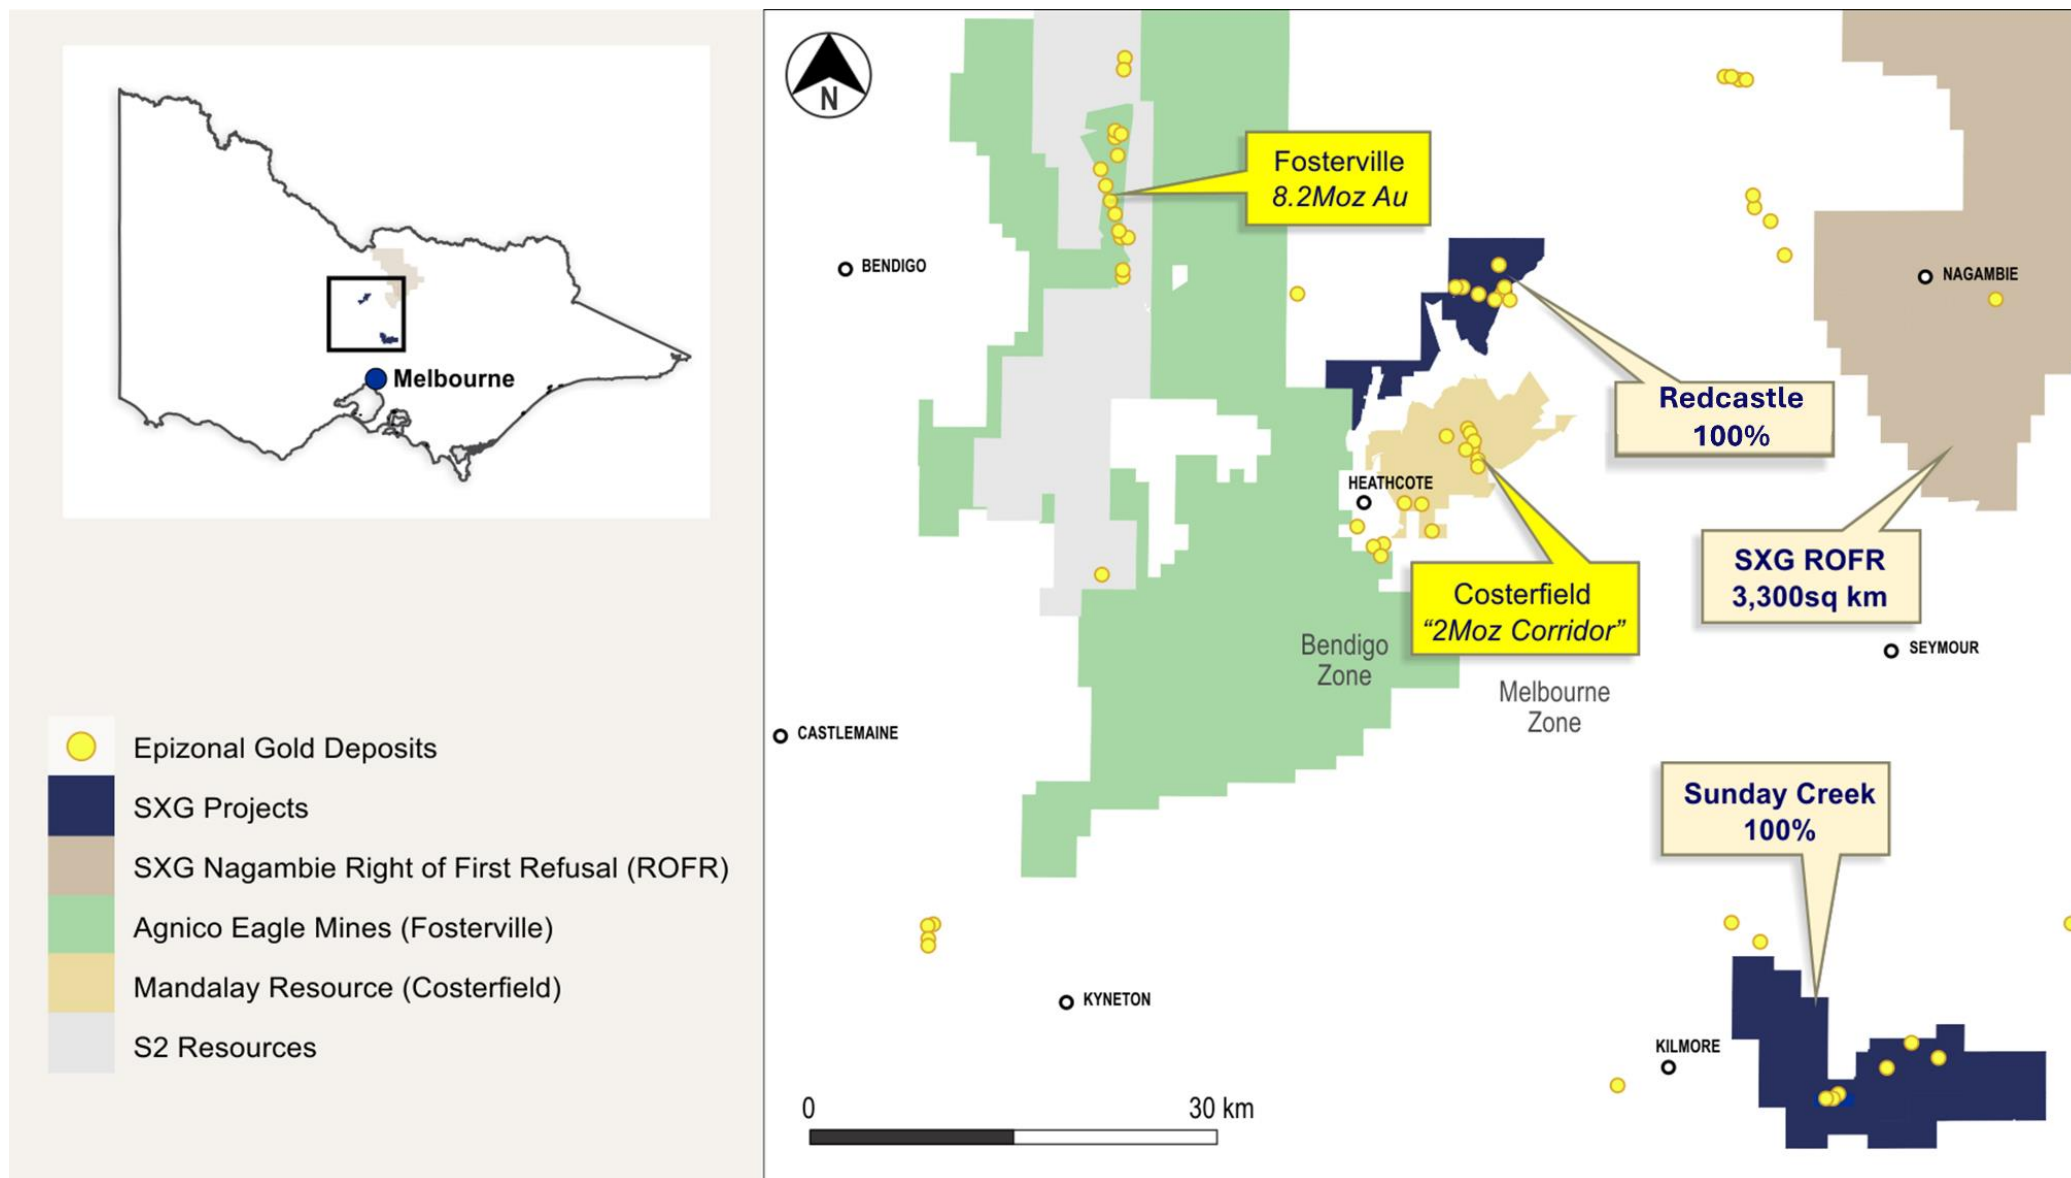 Melbourne
Epizonal Gold Deposits
SXG Projects
SXG Nagambie Right of First Refusal (ROFR)
Agnico Eagle Mines (Fosterville)
Mandalay Resource (Costerfield)
S2 Resources
N
Fosterville
8.2Moz Au
BENDIGO
NAGAMBIE
Redcastle
100%
HEATHCOTE
SXG ROFR
3,300sq km
Costerfield
“2Moz Corridor”
Bendigo
Zone
SEYMOUR
Melbourne
Zone
CASTLEMAINE
Sunday Creek
100%
KYNETON
KILMORE
0
30 km